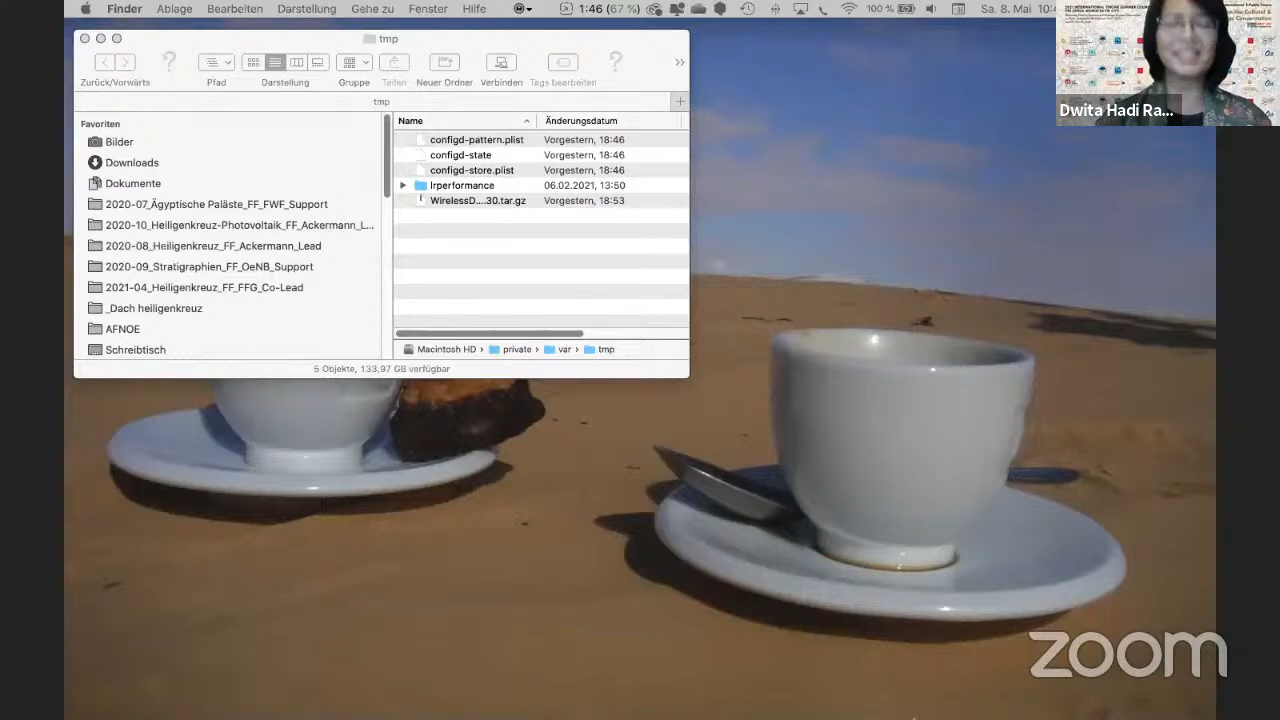 Finder Ablage Bearbeiten Darstellung Gehe zu Fenster Hilfe 1:46 (67 %) 100 % Sa. 8. Mai
tmp
Zurück/Vorwärts Pfad Darstellung Gruppe Teilen Neuer Ordner Verbinden Tags bearbeiten
tmp
Favoriten
Bilder
Downloads
Dokumente
2020-07_Ägyptische Paläste_FF_FWF_Support
2020-10_Heiligenkreuz-Photovoltaik_FF_Ackermann_L...
2020-08_Heiligenkreuz_FF_Ackermann_Lead
2020-09_Stratigraphien_FF_OeNB_Support
2021-04_Heiligenkreuz_FF_FFG_Co-Lead
_Dach heiligenkreuz
AFNOE
Schreibtisch
Name Änderungsdatum
configd-pattern.plist Vorgestern, 18:46
configd-state Vorgestern, 18:46
configd-store.plist Vorgestern, 18:46
lrperformance 06.02.2021, 13:50
WirelessD....30.tar.gz Vorgestern, 18:53
Macintosh HD › private › var › tmp
5 Objekte, 133,97 GB verfügbar
Dwita Hadi Ra...
zoom